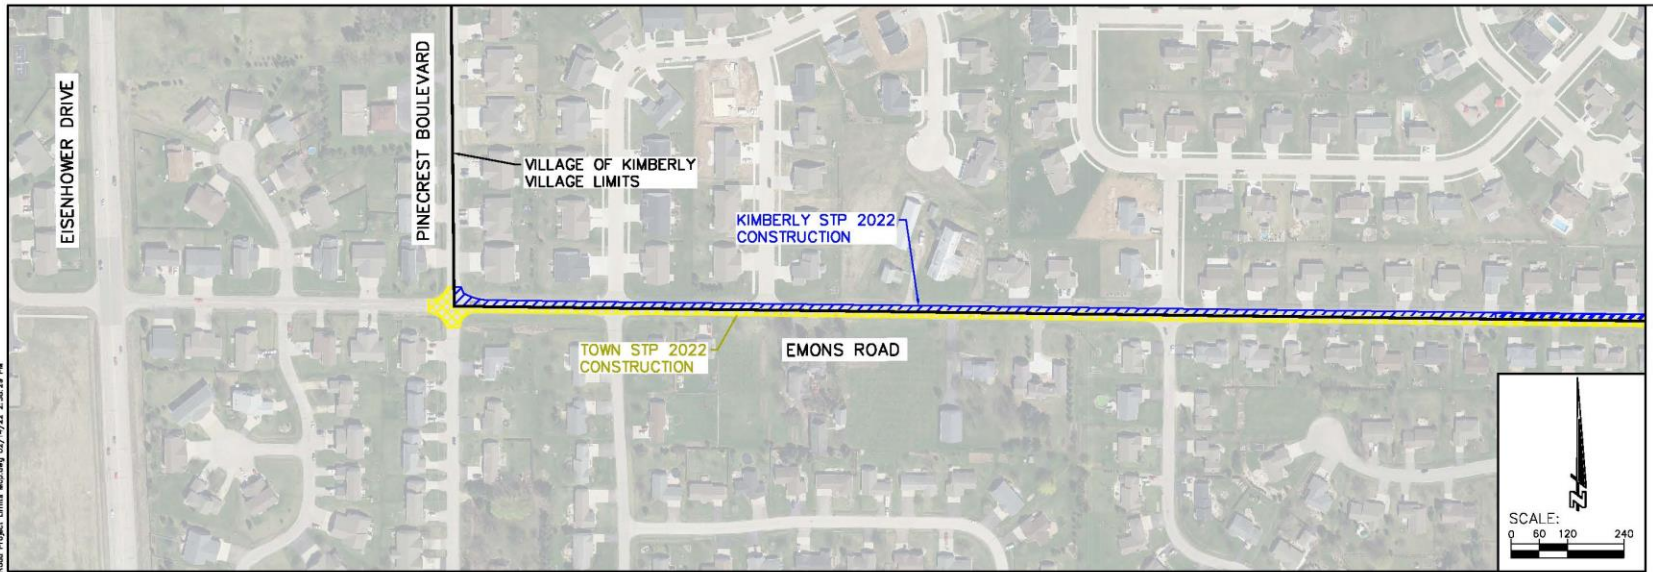 EISENHOWER DRIVE
PINECREST BOULEVARD
VILLAGE OF KIMBERLY
VILLAGE LIMITS
KIMBERLY STP 2022
CONSTRUCTION
TOWN STP 2022
CONSTRUCTION
EMONS ROAD
N
SCALE:
0 60 120 240